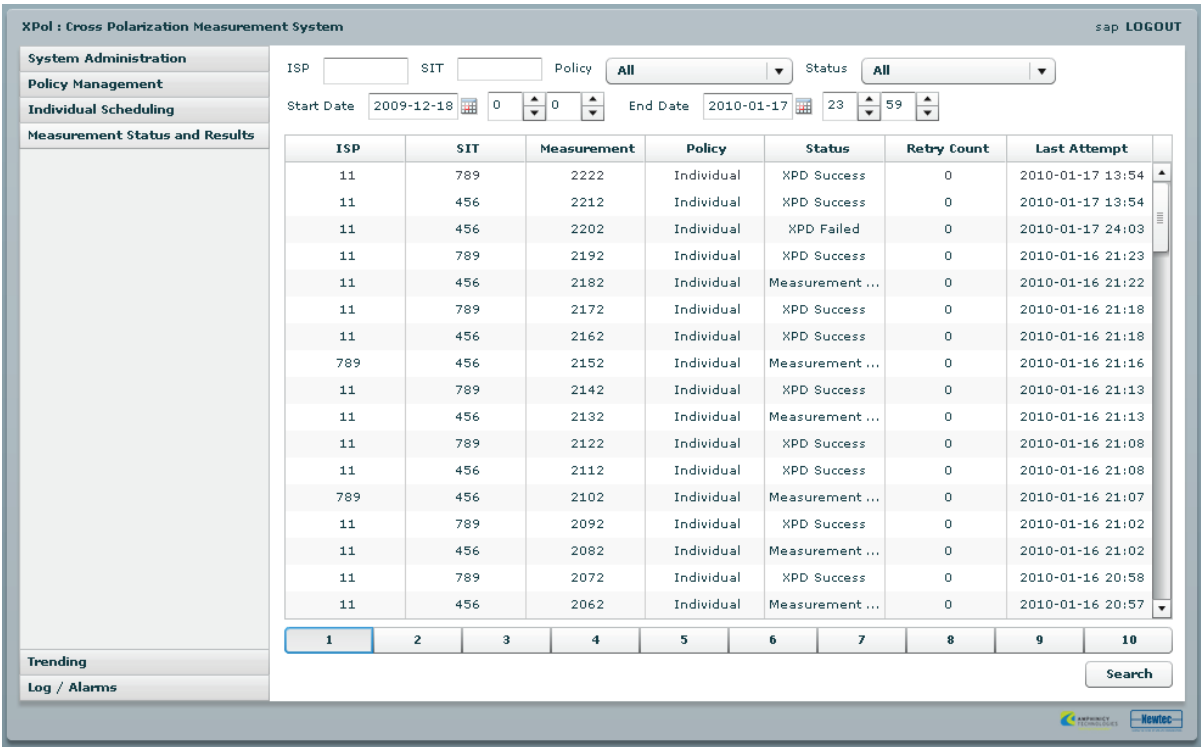 XPol : Cross Polarization Measurement System sap LOGOUT
System Administration
Policy Management
Individual Scheduling
Measurement Status and Results
ISP SIT Policy All Status All
Start Date 2009-12-18 0 0 End Date 2010-01-17 23 59
ISP SIT Measurement Policy Status Retry Count Last Attempt
11 789 2222 Individual XPD Success 0 2010-01-17 13:54
11 456 2212 Individual XPD Success 0 2010-01-17 13:54
11 456 2202 Individual XPD Failed 0 2010-01-17 24:03
11 789 2192 Individual XPD Success 0 2010-01-16 21:23
11 456 2182 Individual Measurement ... 0 2010-01-16 21:22
11 789 2172 Individual XPD Success 0 2010-01-16 21:18
11 456 2162 Individual XPD Success 0 2010-01-16 21:18
789 456 2152 Individual Measurement ... 0 2010-01-16 21:16
11 789 2142 Individual XPD Success 0 2010-01-16 21:13
11 456 2132 Individual Measurement ... 0 2010-01-16 21:13
11 789 2122 Individual XPD Success 0 2010-01-16 21:08
11 456 2112 Individual XPD Success 0 2010-01-16 21:08
789 456 2102 Individual Measurement ... 0 2010-01-16 21:07
11 789 2092 Individual XPD Success 0 2010-01-16 21:02
11 456 2082 Individual Measurement ... 0 2010-01-16 21:02
11 789 2072 Individual XPD Success 0 2010-01-16 20:58
11 456 2062 Individual Measurement ... 0 2010-01-16 20:57
1 2 3 4 5 6 7 8 9 10
Trending
Log / Alarms
Search
AMPHINICY
TECHNOLOGIES
Newtec